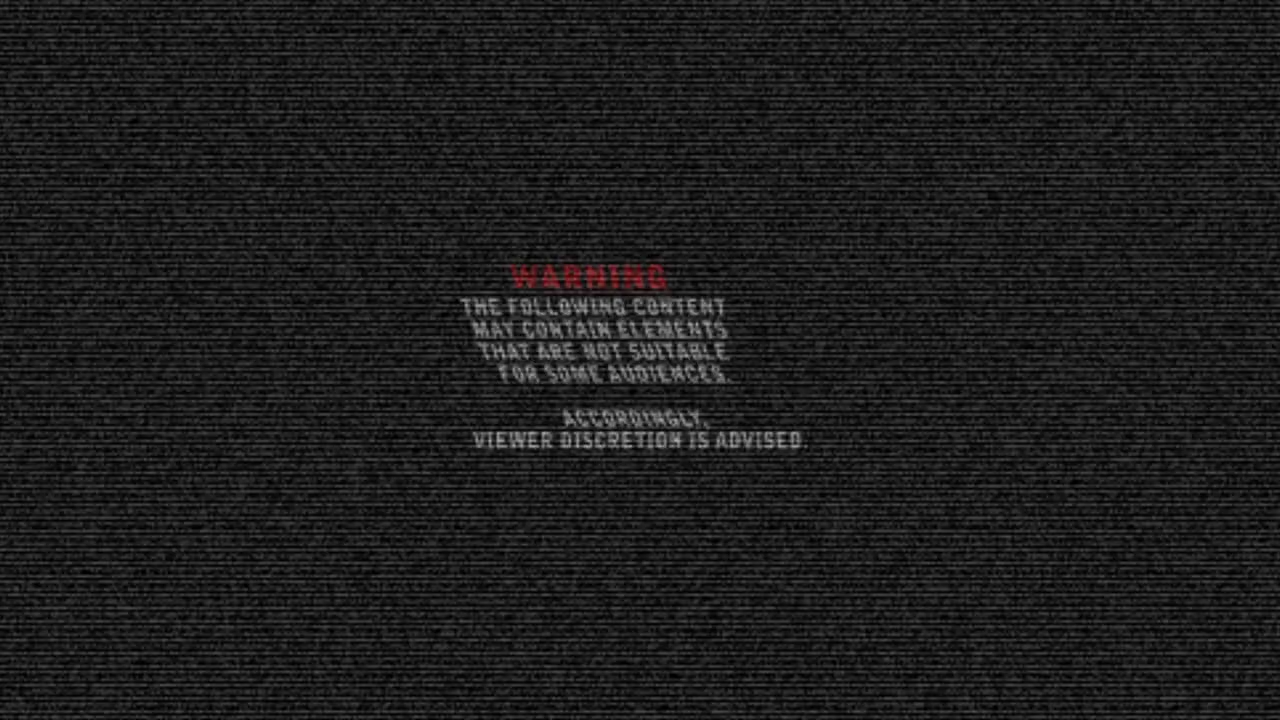 WARNING
THE FOLLOWING CONTENT
MAY CONTAIN ELEMENTS
THAT ARE NOT SUITABLE
FOR SOME AUDIENCES.
ACCORDINGLY,
VIEWER DISCRETION IS ADVISED.